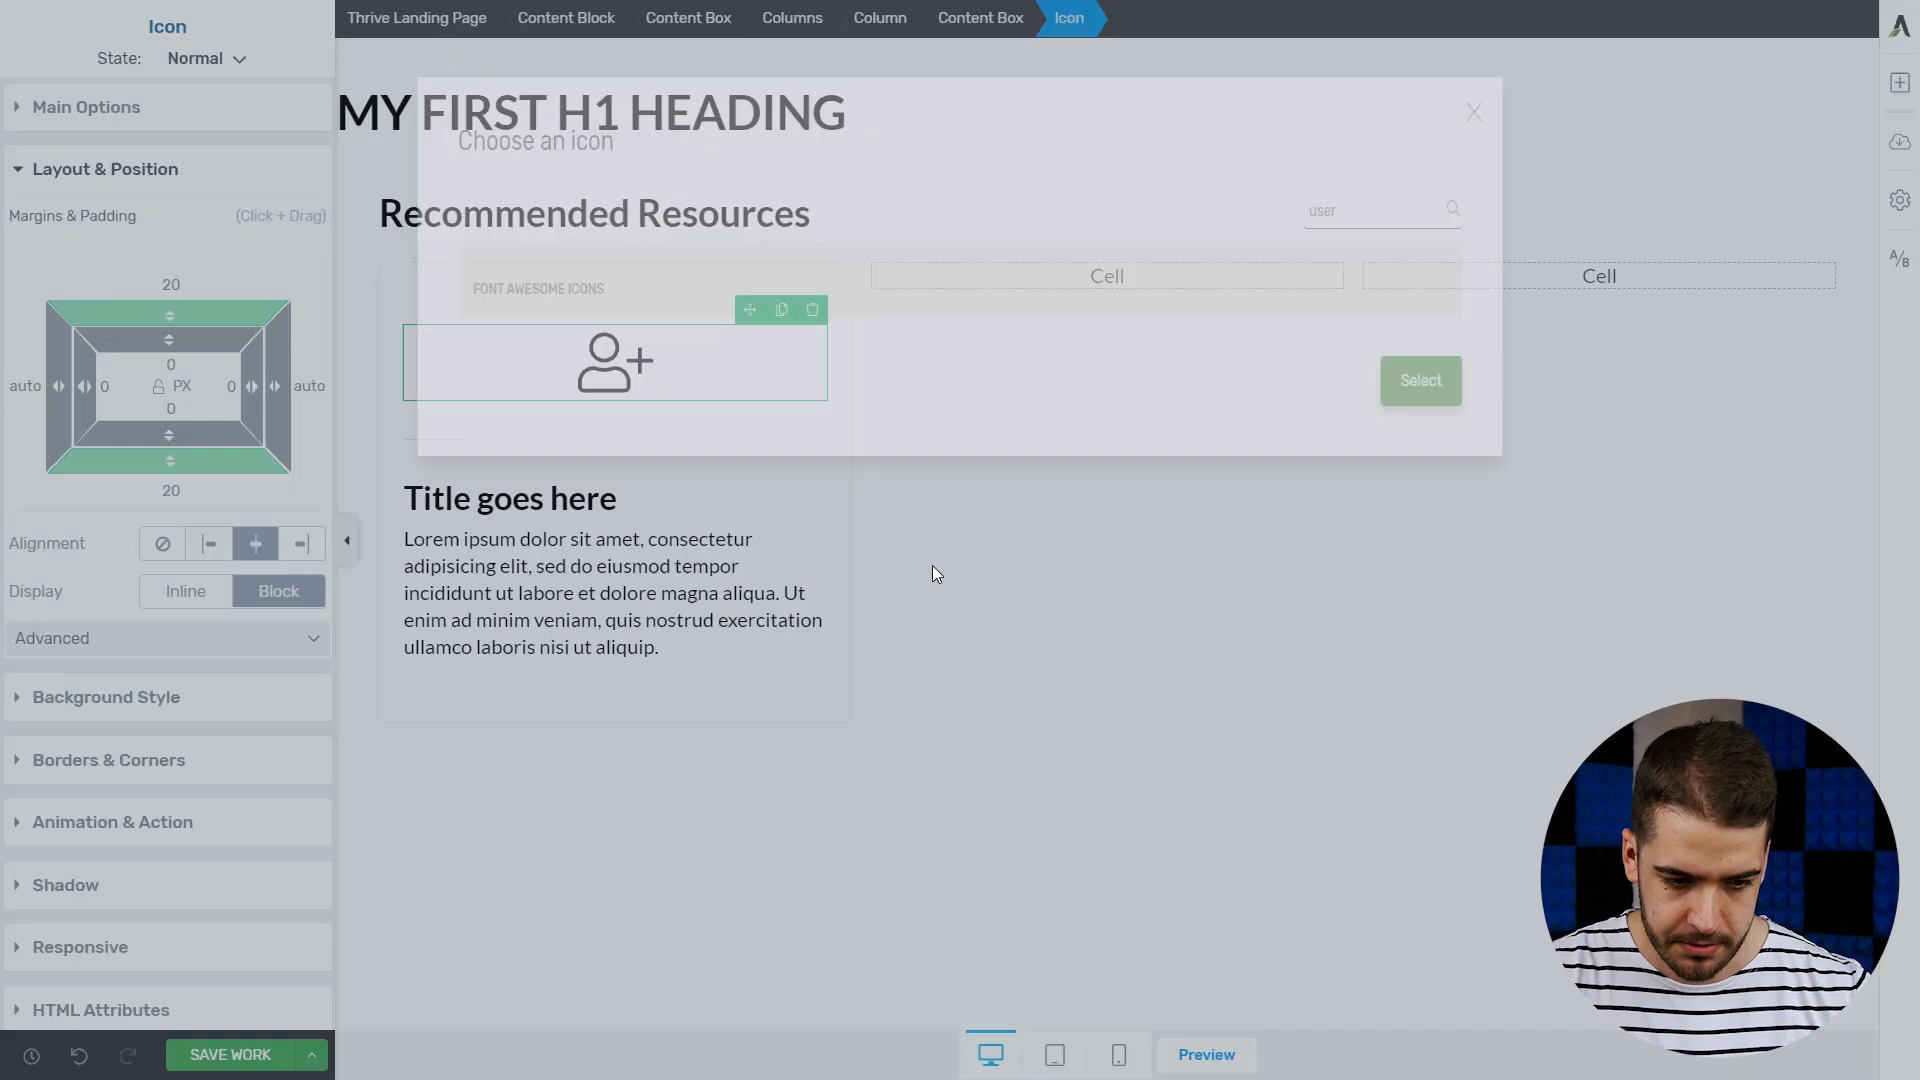 Icon
State: Normal
Main Options
Layout & Position
Margins & Padding (Click + Drag)
20
0
auto 0 PX 0 auto
0
20
Alignment
Display Inline Block
Advanced
Background Style
Borders & Corners
Animation & Action
Shadow
Responsive
HTML Attributes
SAVE WORK
Thrive Landing Page Content Block Content Box Columns Column Content Box Icon
MY FIRST H1 HEADING
Choose an icon
X
Recommended Resources
user
FONT AWESOME ICONS
Cell Cell
Select
Title goes here
Lorem ipsum dolor sit amet, consectetur
adipisicing elit, sed do eiusmod tempor
incididunt ut labore et dolore magna aliqua. Ut
enim ad minim veniam, quis nostrud exercitation
ullamco laboris nisi ut aliquip.
Preview
A/B